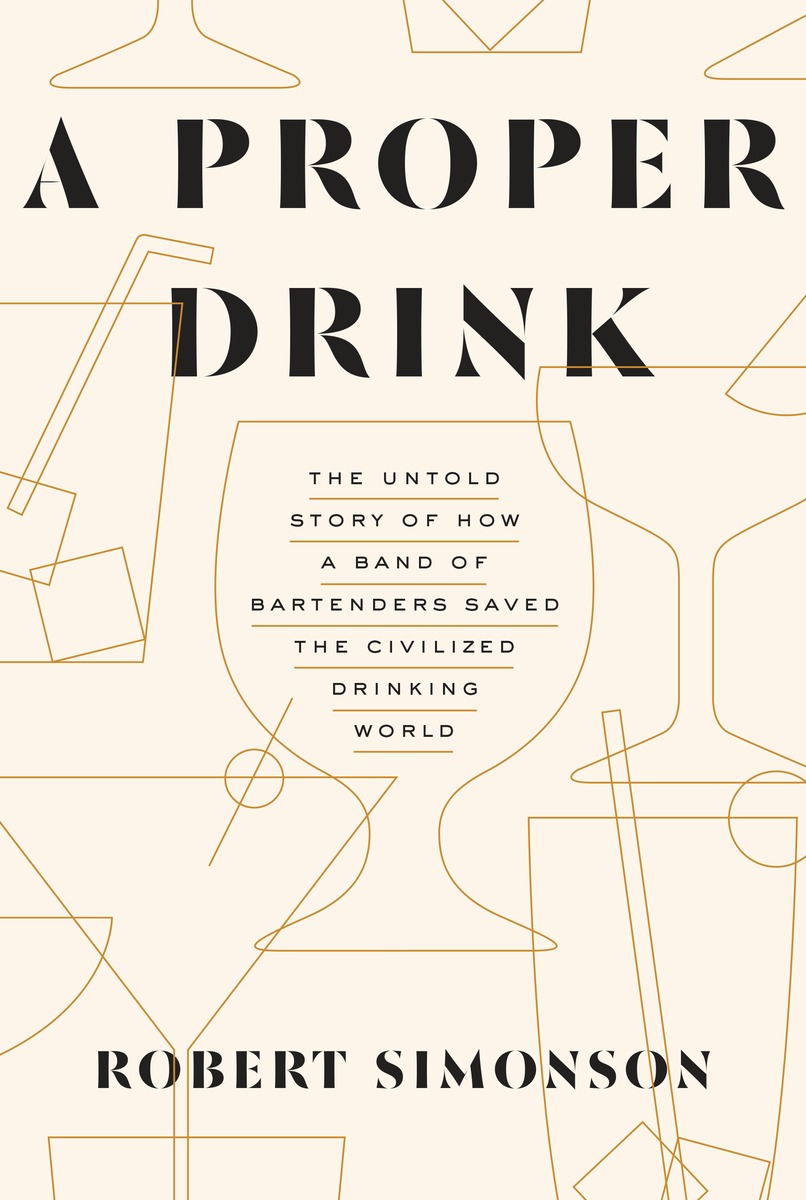 A PROPER
DRINK
THE UNTOLD
STORY OF HOW
A BAND OF
BARTENDERS SAVED
THE CIVILIZED
DRINKING
WORLD
ROBERT SIMONSON